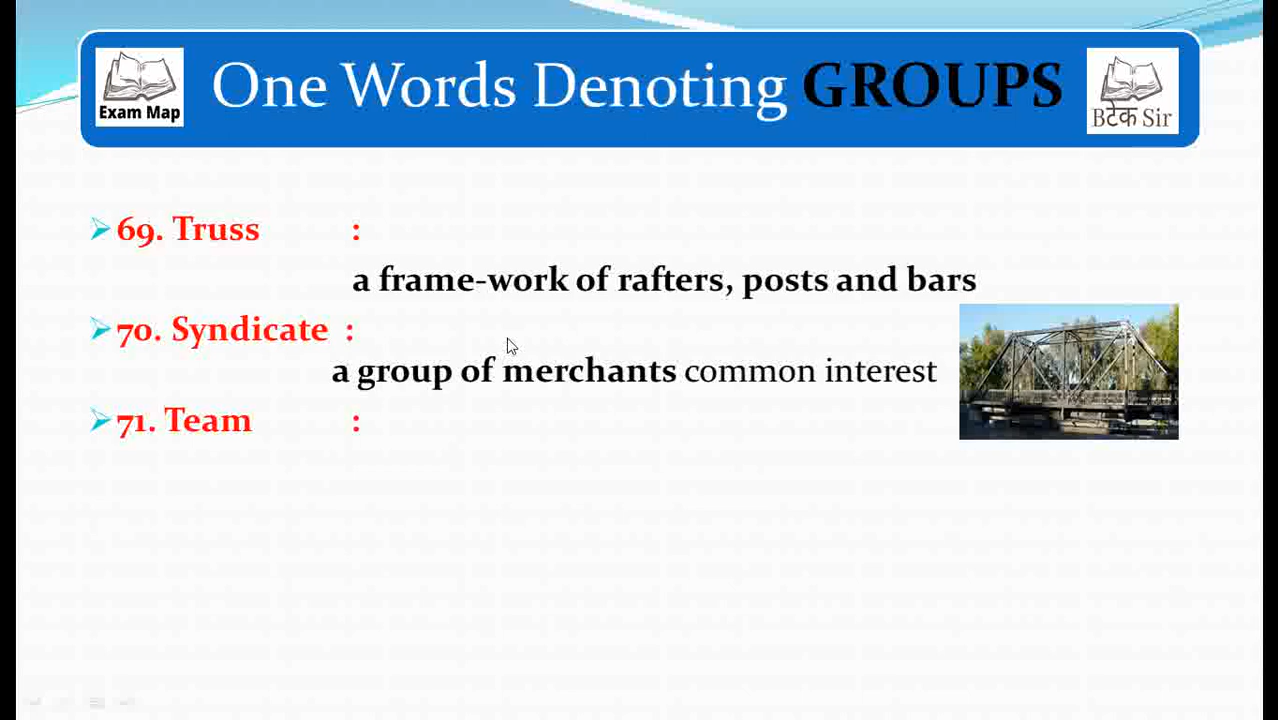 One Words Denoting GROUPS
Exam Map
Bटेक Sir
69. Truss :
a frame-work of rafters, posts and bars
70. Syndicate :
a group of merchants common interest
71. Team :